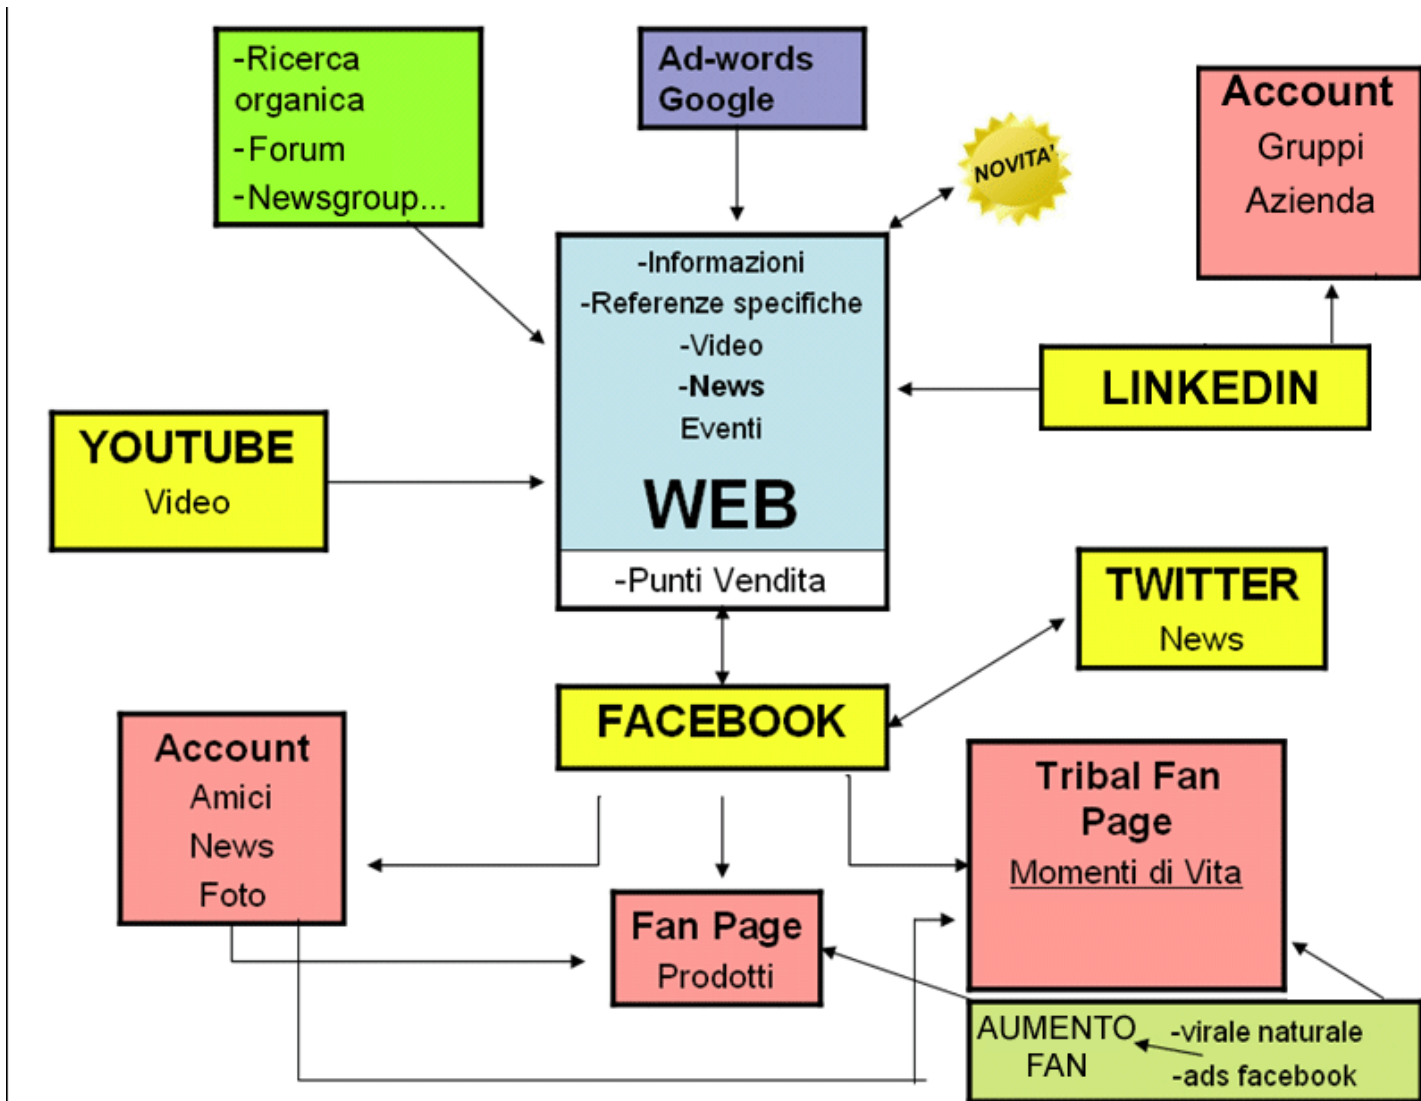 -Ricerca
organica
-Forum
-Newsgroup...
Ad-words
Google
NOVITA'
Account
Gruppi
Azienda
-Informazioni
-Referenze specifiche
-Video
-News
Eventi
WEB
-Punti Vendita
LINKEDIN
YOUTUBE
Video
TWITTER
News
FACEBOOK
Account
Amici
News
Foto
Tribal Fan
Page
Momenti di Vita
Fan Page
Prodotti
AUMENTO
FAN
-virale naturale
-ads facebook